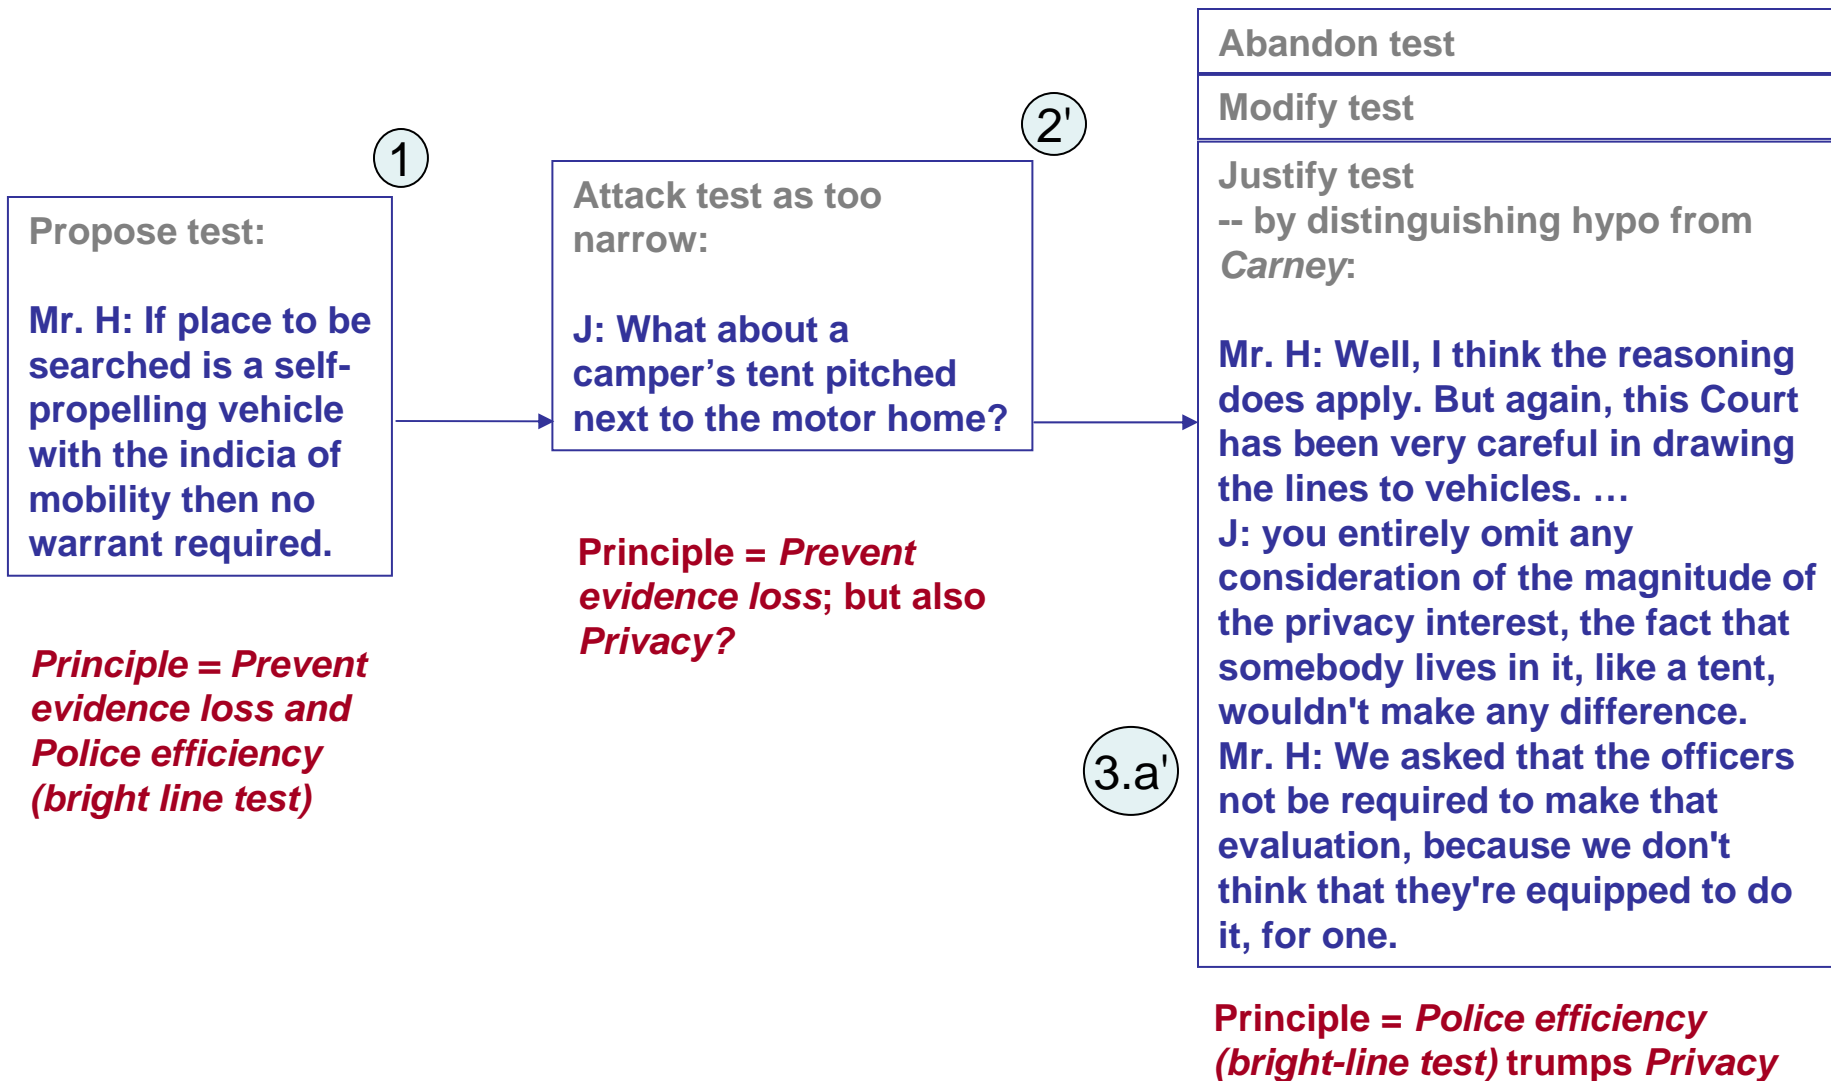 1
Propose test:
Mr. H: If place to be
searched is a self-
propelling vehicle
with the indicia of
mobility then no
warrant required.
Principle = Prevent
evidence loss and
Police efficiency
(bright line test)
2'
Attack test as too
narrow:
J: What about a
camper’s tent pitched
next to the motor home?
Principle = Prevent
evidence loss; but also
Privacy?
Abandon test
Modify test
3.a'
Justify test
-- by distinguishing hypo from
Carney:
Mr. H: Well, I think the reasoning
does apply. But again, this Court
has been very careful in drawing
the lines to vehicles. …
J: you entirely omit any
consideration of the magnitude of
the privacy interest, the fact that
somebody lives in it, like a tent,
wouldn't make any difference.
Mr. H: We asked that the officers
not be required to make that
evaluation, because we don't
think that they're equipped to do
it, for one.
Principle = Police efficiency
(bright-line test) trumps Privacy